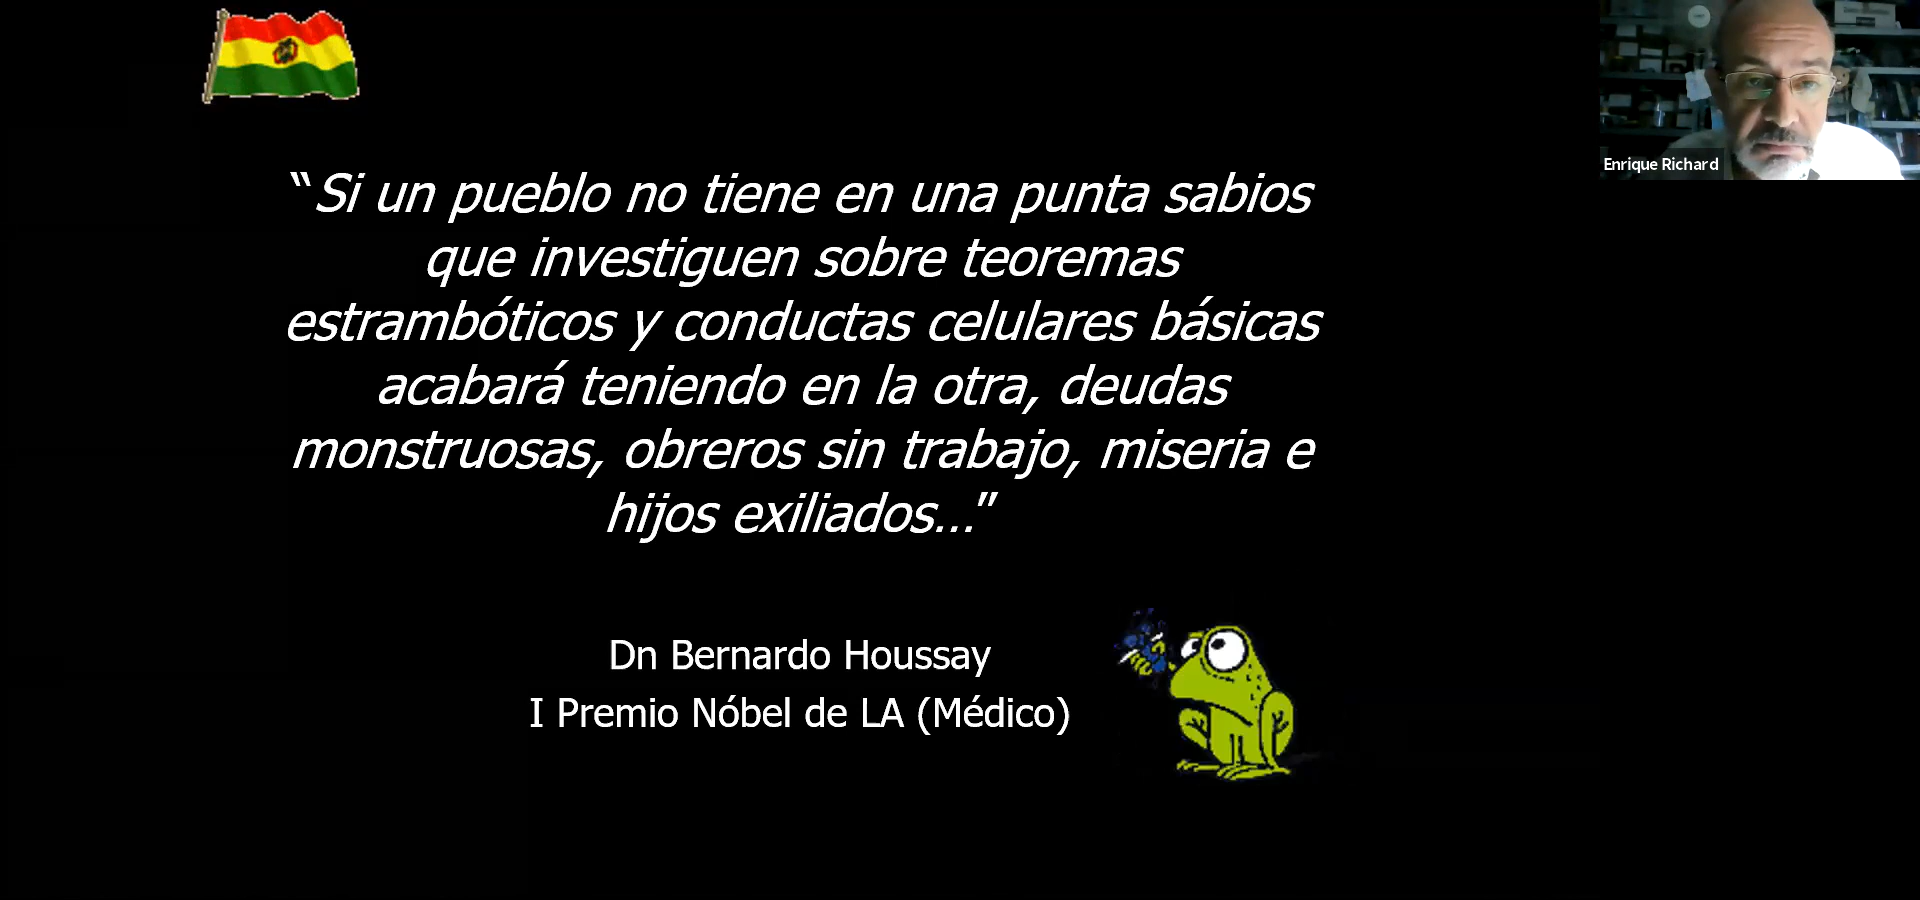 “Si un pueblo no tiene en una punta sabios
que investiguen sobre teoremas
estrambóticos y conductas celulares básicas
acabará teniendo en la otra, deudas
monstruosas, obreros sin trabajo, miseria e
hijos exiliados…”
Dn Bernardo Houssay
I Premio Nóbel de LA (Médico)
Enrique Richard